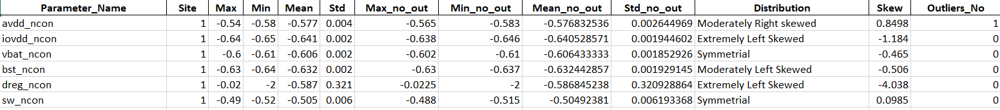 Parameter_Name Site Max Min Mean Std Max_no_out Min_no_out Mean_no_out Std_no_out Distribution Skew Outliers_No
avdd_ncon 1 -0.54 -0.58 -0.577 0.004 -0.565 -0.583 -0.576832536 0.002644969 Moderately Right skewed 0.8498 1
iovdd_ncon 1 -0.64 -0.65 -0.641 0.002 -0.638 -0.646 -0.640528571 0.001944602 Extremely Left Skewed -1.184 0
vbat_ncon 1 -0.6 -0.61 -0.606 0.002 -0.602 -0.61 -0.606433333 0.001852926 Symmetrial -0.465 0
bst_ncon 1 -0.63 -0.64 -0.632 0.002 -0.63 -0.637 -0.632442857 0.001929145 Moderately Left Skewed -0.506 0
dreg_ncon 1 -0.02 -2 -0.587 0.321 -0.0225 -2 -0.586845238 0.320928864 Extremely Left Skewed -4.038 0
sw_ncon 1 -0.49 -0.52 -0.505 0.006 -0.488 -0.515 -0.50492381 0.006193368 Symmetrial 0.0985 0